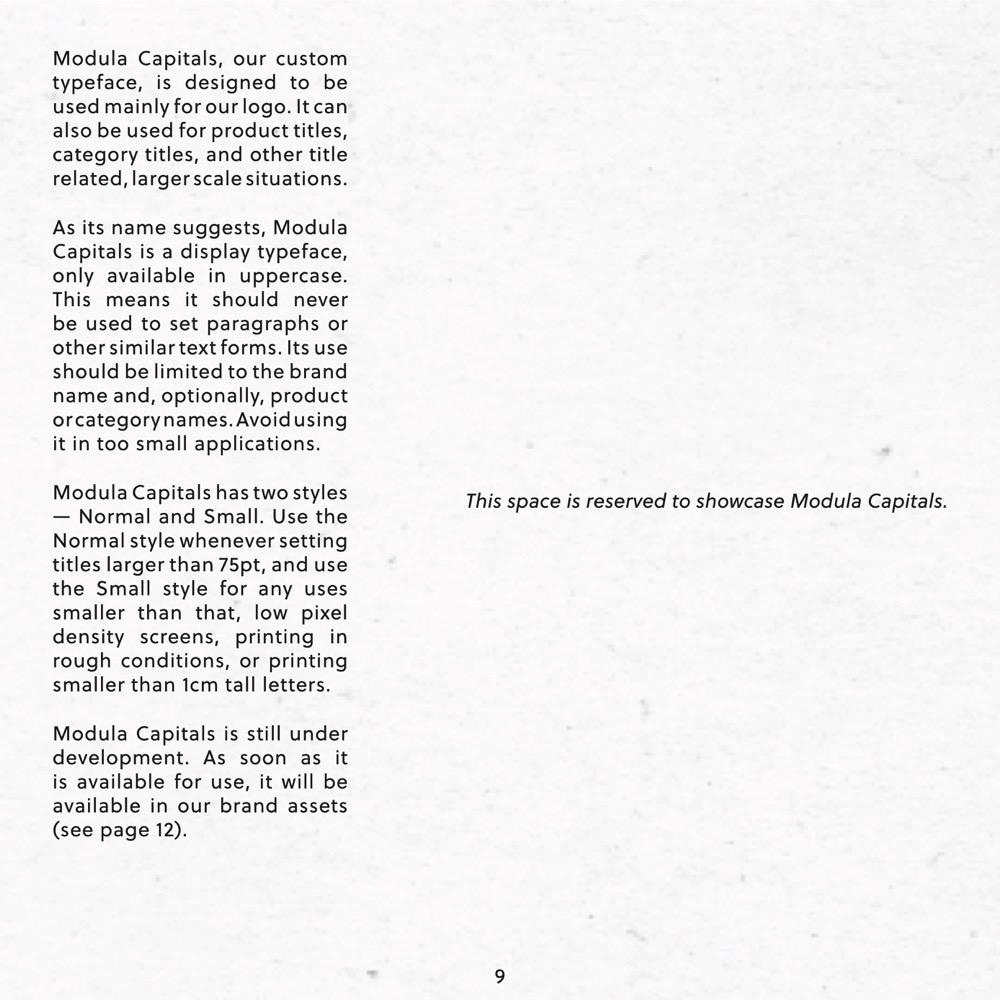 Modula Capitals, our custom
typeface, is designed to be
used mainly for our logo. It can
also be used for product titles,
category titles, and other title
related, larger scale situations.
As its name suggests, Modula
Capitals is a display typeface,
only available in uppercase.
This means it should never
be used to set paragraphs or
other similar text forms. Its use
should be limited to the brand
name and, optionally, product
or category names. Avoid using
it in too small applications.
Modula Capitals has two styles
— Normal and Small. Use the
Normal style whenever setting
titles larger than 75pt, and use
the Small style for any uses
smaller than that, low pixel
density screens, printing in
rough conditions, or printing
smaller than 1cm tall letters.
Modula Capitals is still under
development. As soon as it
is available for use, it will be
available in our brand assets
(see page 12).
This space is reserved to showcase Modula Capitals.
9